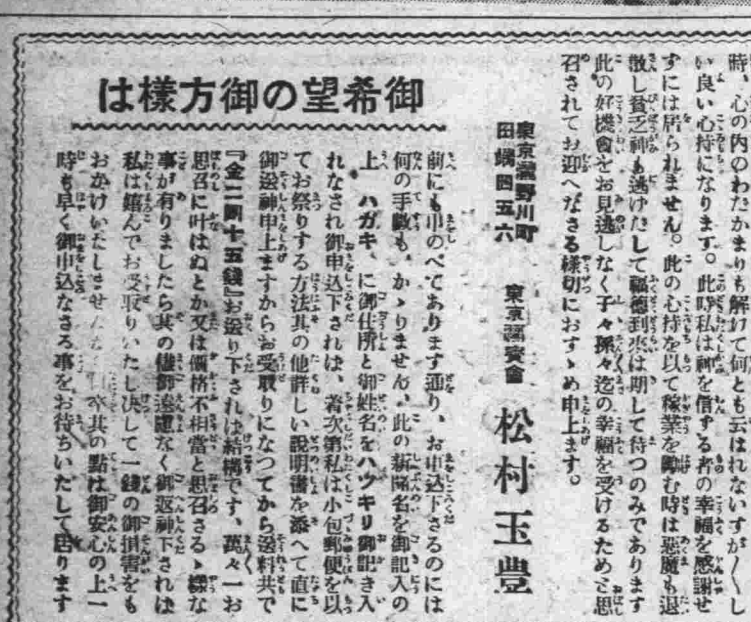 時 心の内のわだかまりも解けて何とも云はれないすが〱し
い良い心持になります。此時私は神を信ずる者の幸福を感謝せ
ずには居られません。此の心持を以て稼業を勵む時は惡魔も退
散し貧乏神も逃げだして福德到來は期して待つのみであります
此の好機會をお見逃しなく子々孫々迄の幸福を受けるためと思
召されてお迎へなさる樣切におすゝめ申上ます。
東京瀧野川町
田端四五六
東京福寶會 松村玉豊
御希望の御方樣は
前にも申のべてあります通り、お申込下さるのには
何の手數も、かゝりません、此の新聞名を御記入の
上 ハガキ、に御住所と御姓名をハツキリ御記き入
れなされ御申込下されは、着次第私は小包郵便を以
てお祭りする方法其の他詳しい說明書を添へて直に
御送神申上ますからお受取りになつてから送料共で
『金二圓十五錢』お送り下されは結構です、萬々一お
思召に叶はぬとか又は價格不相當と思召さるゝ樣な
事が有りましたら其の儘御遠慮なく御返神下されは
私は嬉んでお受取りいたし決して一錢の御損害をも
おかけいたしませ 其の點は御安心の上一
時も早く御申込なさる事をお待ちいたして居ります